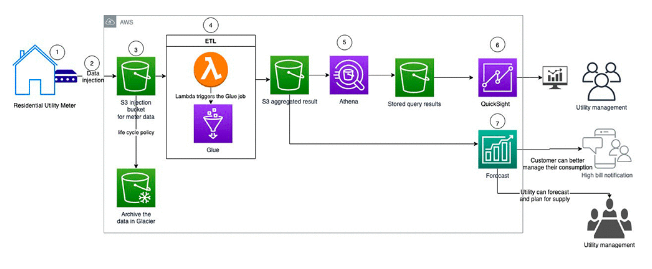 AWS
1
2
3
4
5
6
7
ETL
Residential Utility Meter
Data
injection
S3 injection
bucket
for meter data
life cycle policy
Archive the
data in Glacier
Lambda triggers the Glue job
Glue
S3 aggregated result
Athena
Stored query results
QuickSight
Utility management
Forecast
Customer can better
manage their consumption
High bill notification
Utility can forecast
and plan for supply
Utility management